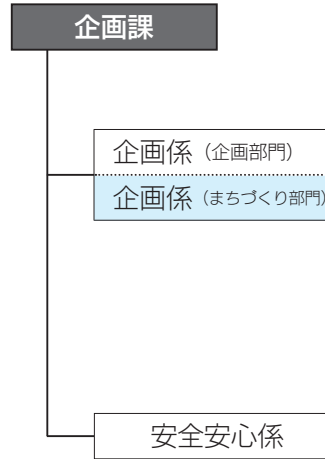 企画課
企画係（企画部門）
企画係（まちづくり部門）
安全安心係